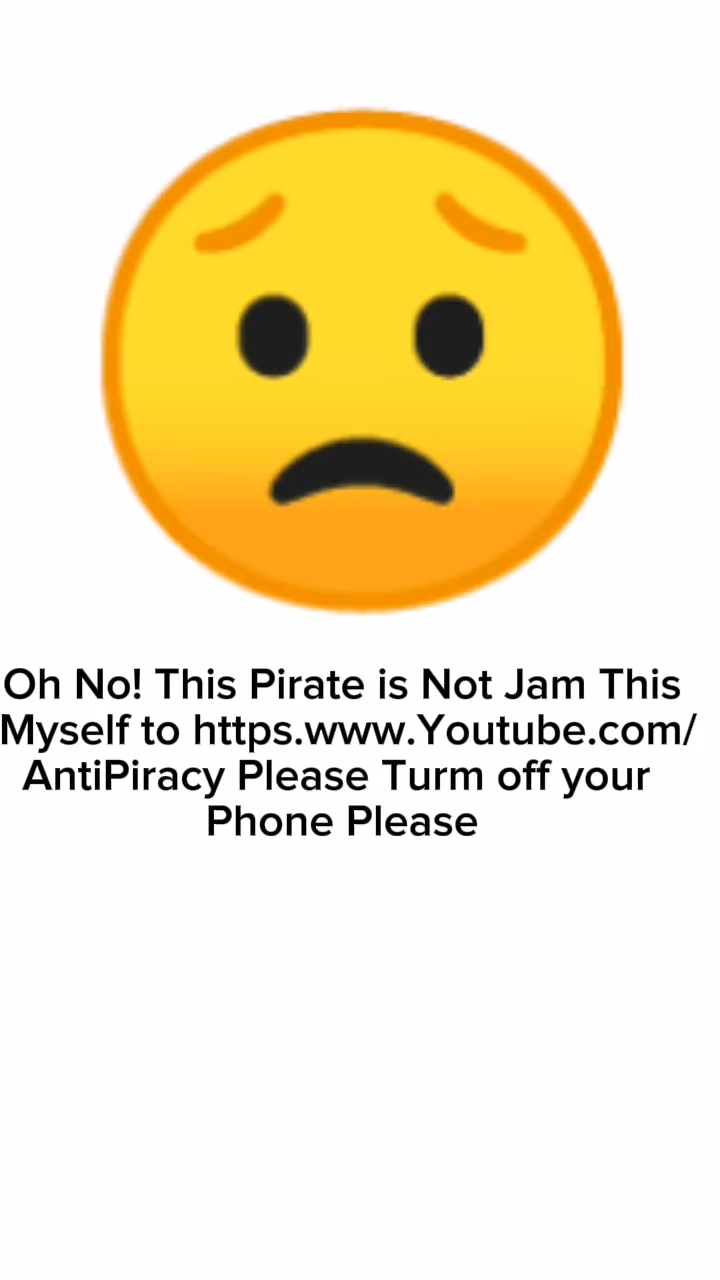 Oh No! This Pirate is Not Jam This
Myself to https.www.Youtube.com/
AntiPiracy Please Turm off your
Phone Please